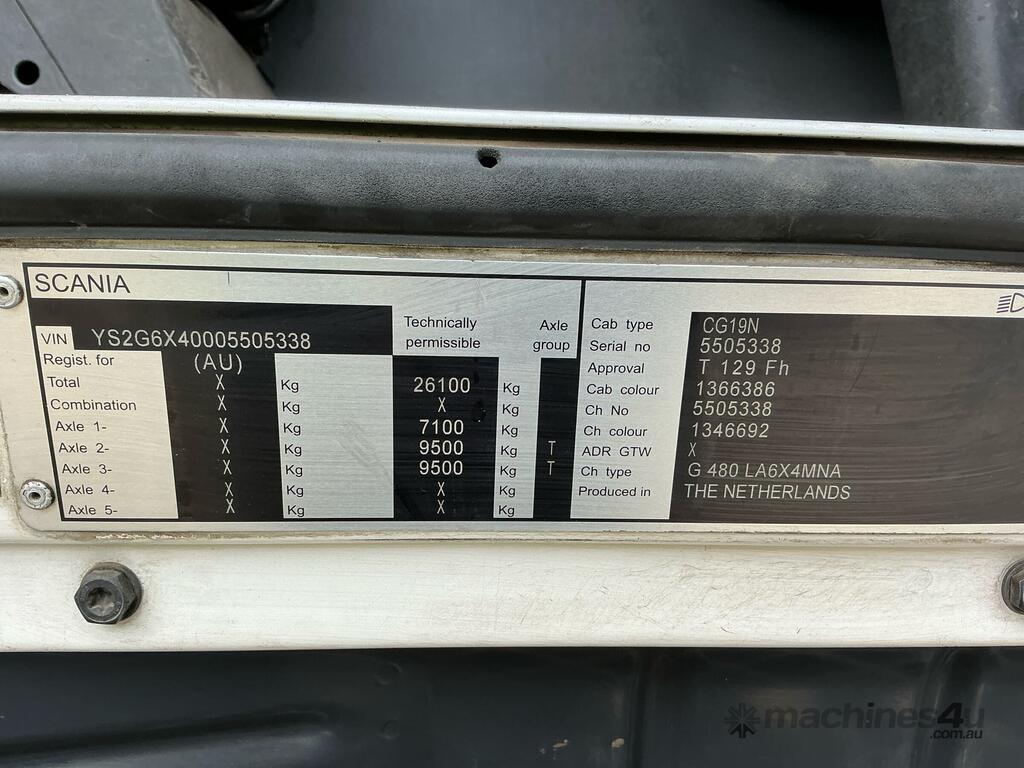 SCANIA
VIN YS2G6X40005505338
Technically permissible
Axle group
Regist. for (AU)
Total X Kg 26100 Kg
Combination X Kg X Kg
Axle 1- X Kg 7100 Kg
Axle 2- X Kg 9500 Kg T
Axle 3- X Kg 9500 Kg T
Axle 4- X Kg X Kg
Axle 5- X Kg X Kg
Cab type CG19N
Serial no 5505338
Approval T 129 Fh
Cab colour 1366386
Ch No 5505338
Ch colour 1346692
ADR GTW X
Ch type G 480 LA6X4MNA
Produced in THE NETHERLANDS
machines4u
.com.au